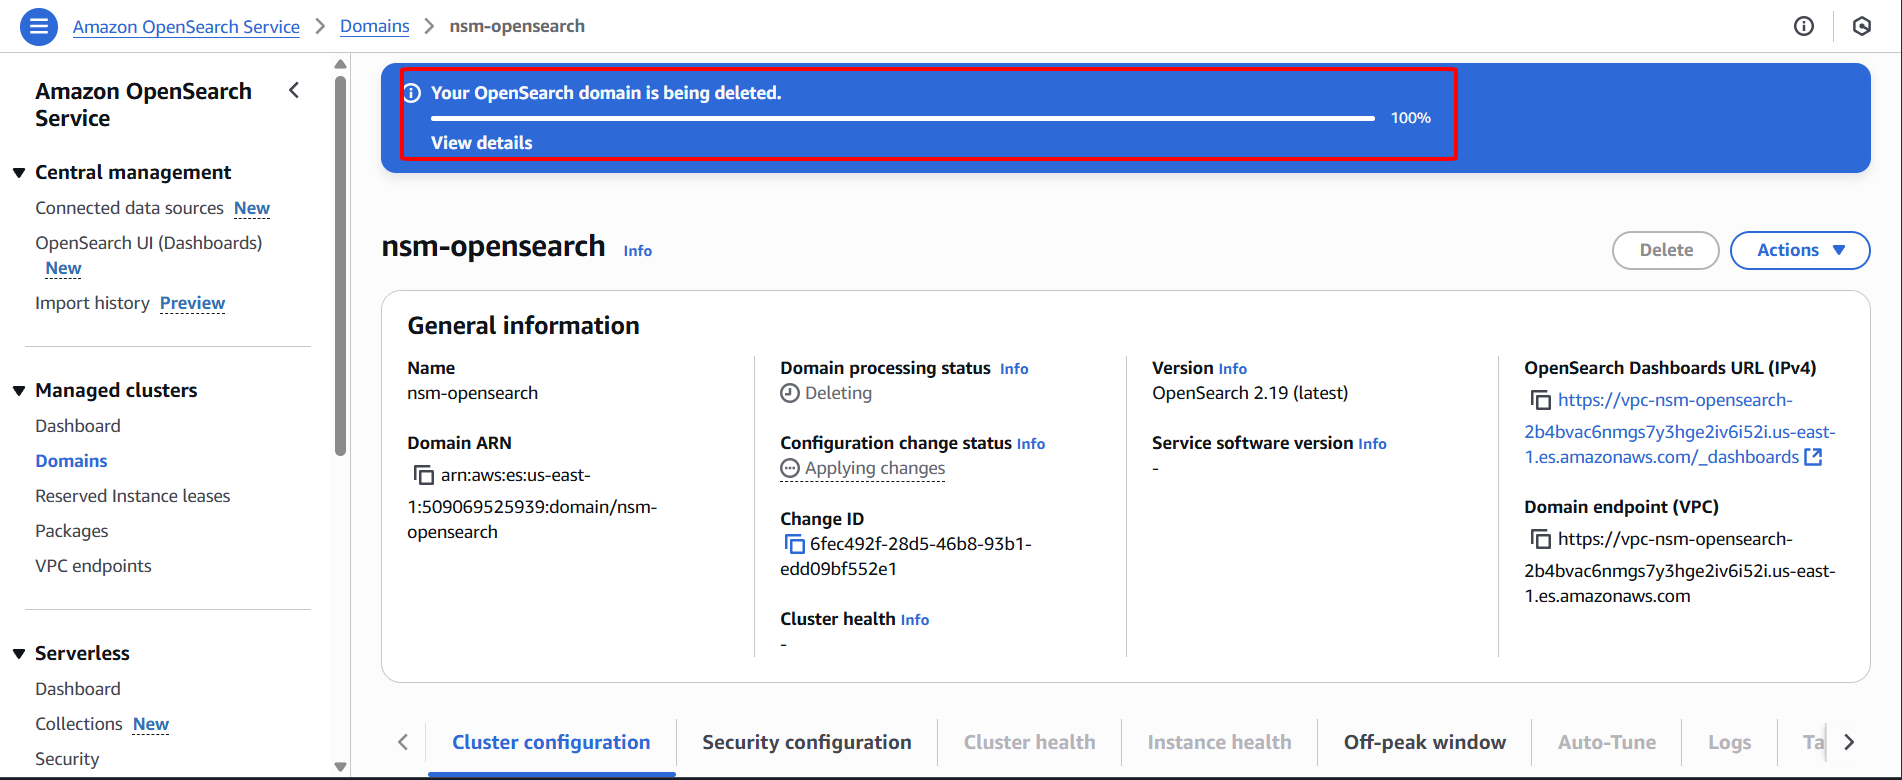 Amazon OpenSearch Service > Domains > nsm-opensearch
Amazon OpenSearch
Service
Central management
Connected data sources New
OpenSearch UI (Dashboards)
New
Import history Preview
Managed clusters
Dashboard
Domains
Reserved Instance leases
Packages
VPC endpoints
Serverless
Dashboard
Collections New
Security
Your OpenSearch domain is being deleted.
100%
View details
nsm-opensearch Info
Delete
Actions
General information
Name
nsm-opensearch
Domain ARN
arn:aws:es:us-east-
1:509069525939:domain/nsm-
opensearch
Domain processing status Info
Deleting
Configuration change status Info
Applying changes
Change ID
6fec492f-28d5-46b8-93b1-
edd09bf552e1
Cluster health Info
-
Version Info
OpenSearch 2.19 (latest)
Service software version Info
-
OpenSearch Dashboards URL (IPv4)
https://vpc-nsm-opensearch-
2b4bvac6nmgs7y3hge2iv6i52i.us-east-
1.es.amazonaws.com/_dashboards
Domain endpoint (VPC)
https://vpc-nsm-opensearch-
2b4bvac6nmgs7y3hge2iv6i52i.us-east-
1.es.amazonaws.com
Cluster configuration
Security configuration
Cluster health
Instance health
Off-peak window
Auto-Tune
Logs
Ta